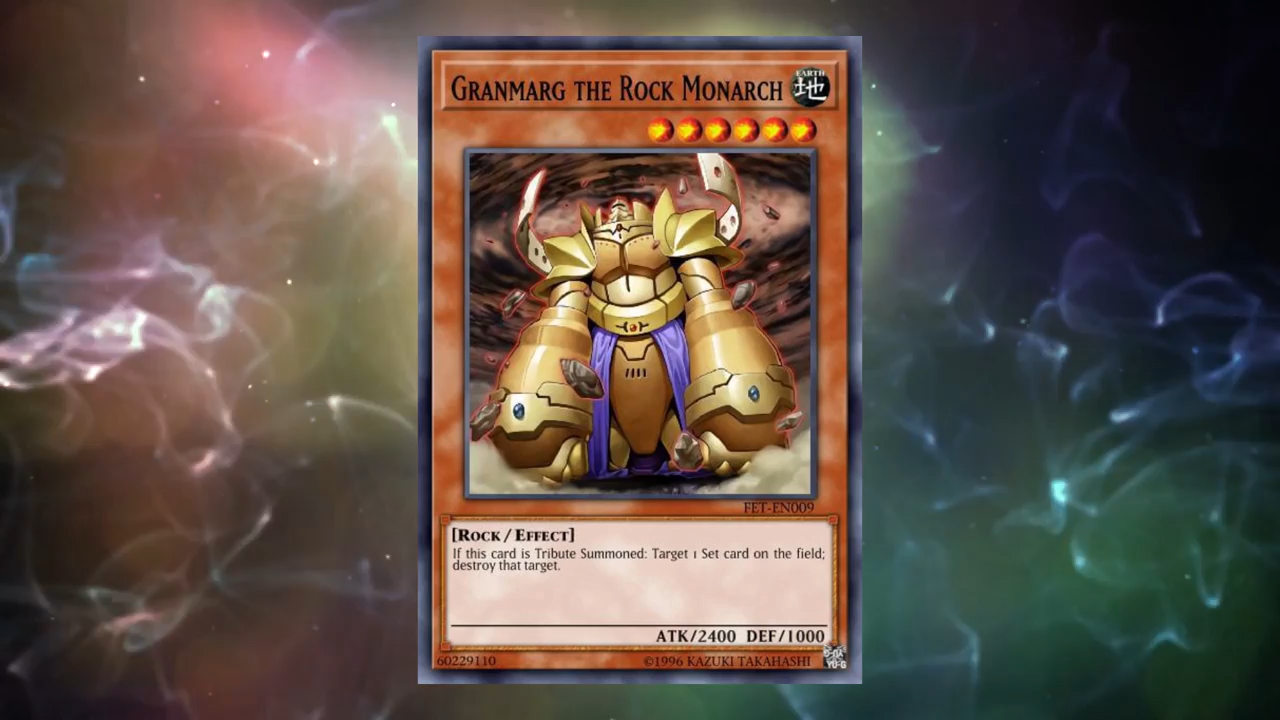 GRANMARG THE ROCK MONARCH
EARTH
地
FET-EN009
[ROCK / EFFECT]
If this card is Tribute Summoned: Target 1 Set card on the field;
destroy that target.
ATK/2400 DEF/1000
60229110
©1996 KAZUKI TAKAHASHI